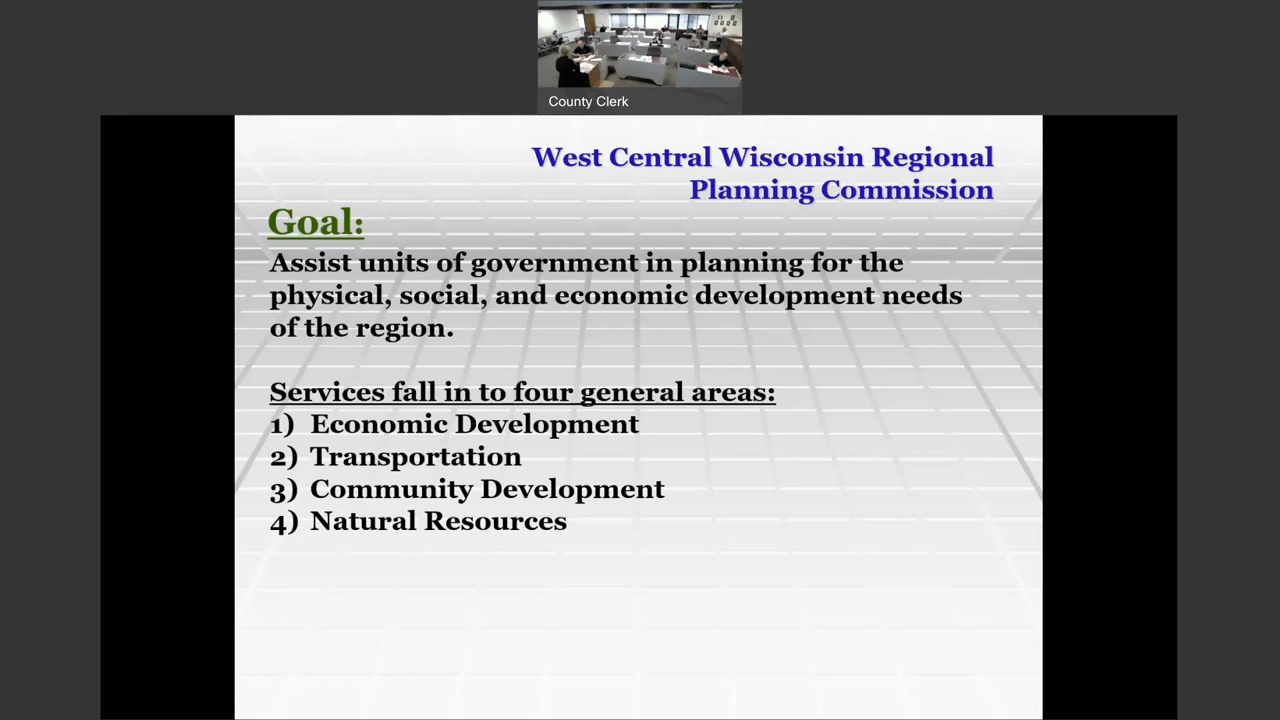 County Clerk
West Central Wisconsin Regional
Planning Commission
Goal:
Assist units of government in planning for the
physical, social, and economic development needs
of the region.
Services fall in to four general areas:
1) Economic Development
2) Transportation
3) Community Development
4) Natural Resources